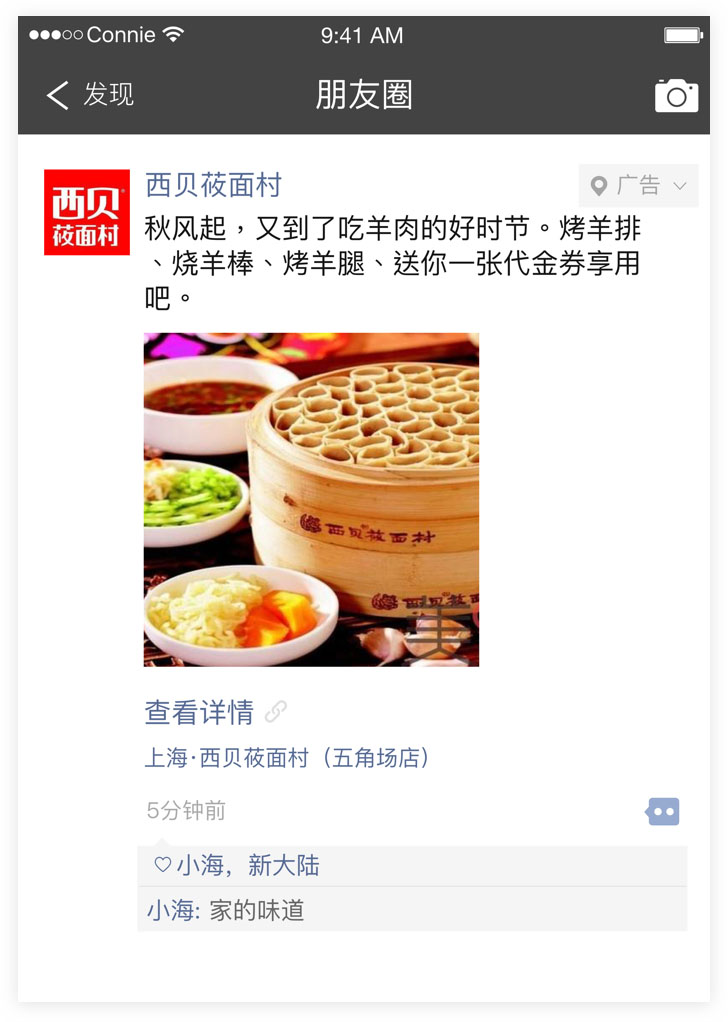 Connie
9:41 AM
发现
朋友圈
西贝
莜面村
西贝莜面村
广告
秋风起，又到了吃羊肉的好时节。烤羊排
、烧羊棒、烤羊腿、送你一张代金券享用
吧。
西贝莜面村
西贝莜面
美
查看详情
上海·西贝莜面村（五角场店）
5分钟前
小海，新大陆
小海: 家的味道